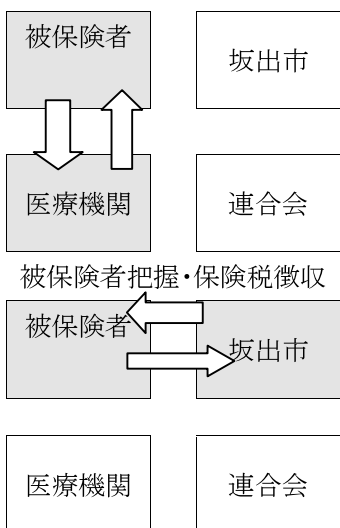 被保険者
坂出市
医療機関
連合会
被保険者把握・保険税徴収
被保険者
坂出市
医療機関
連合会